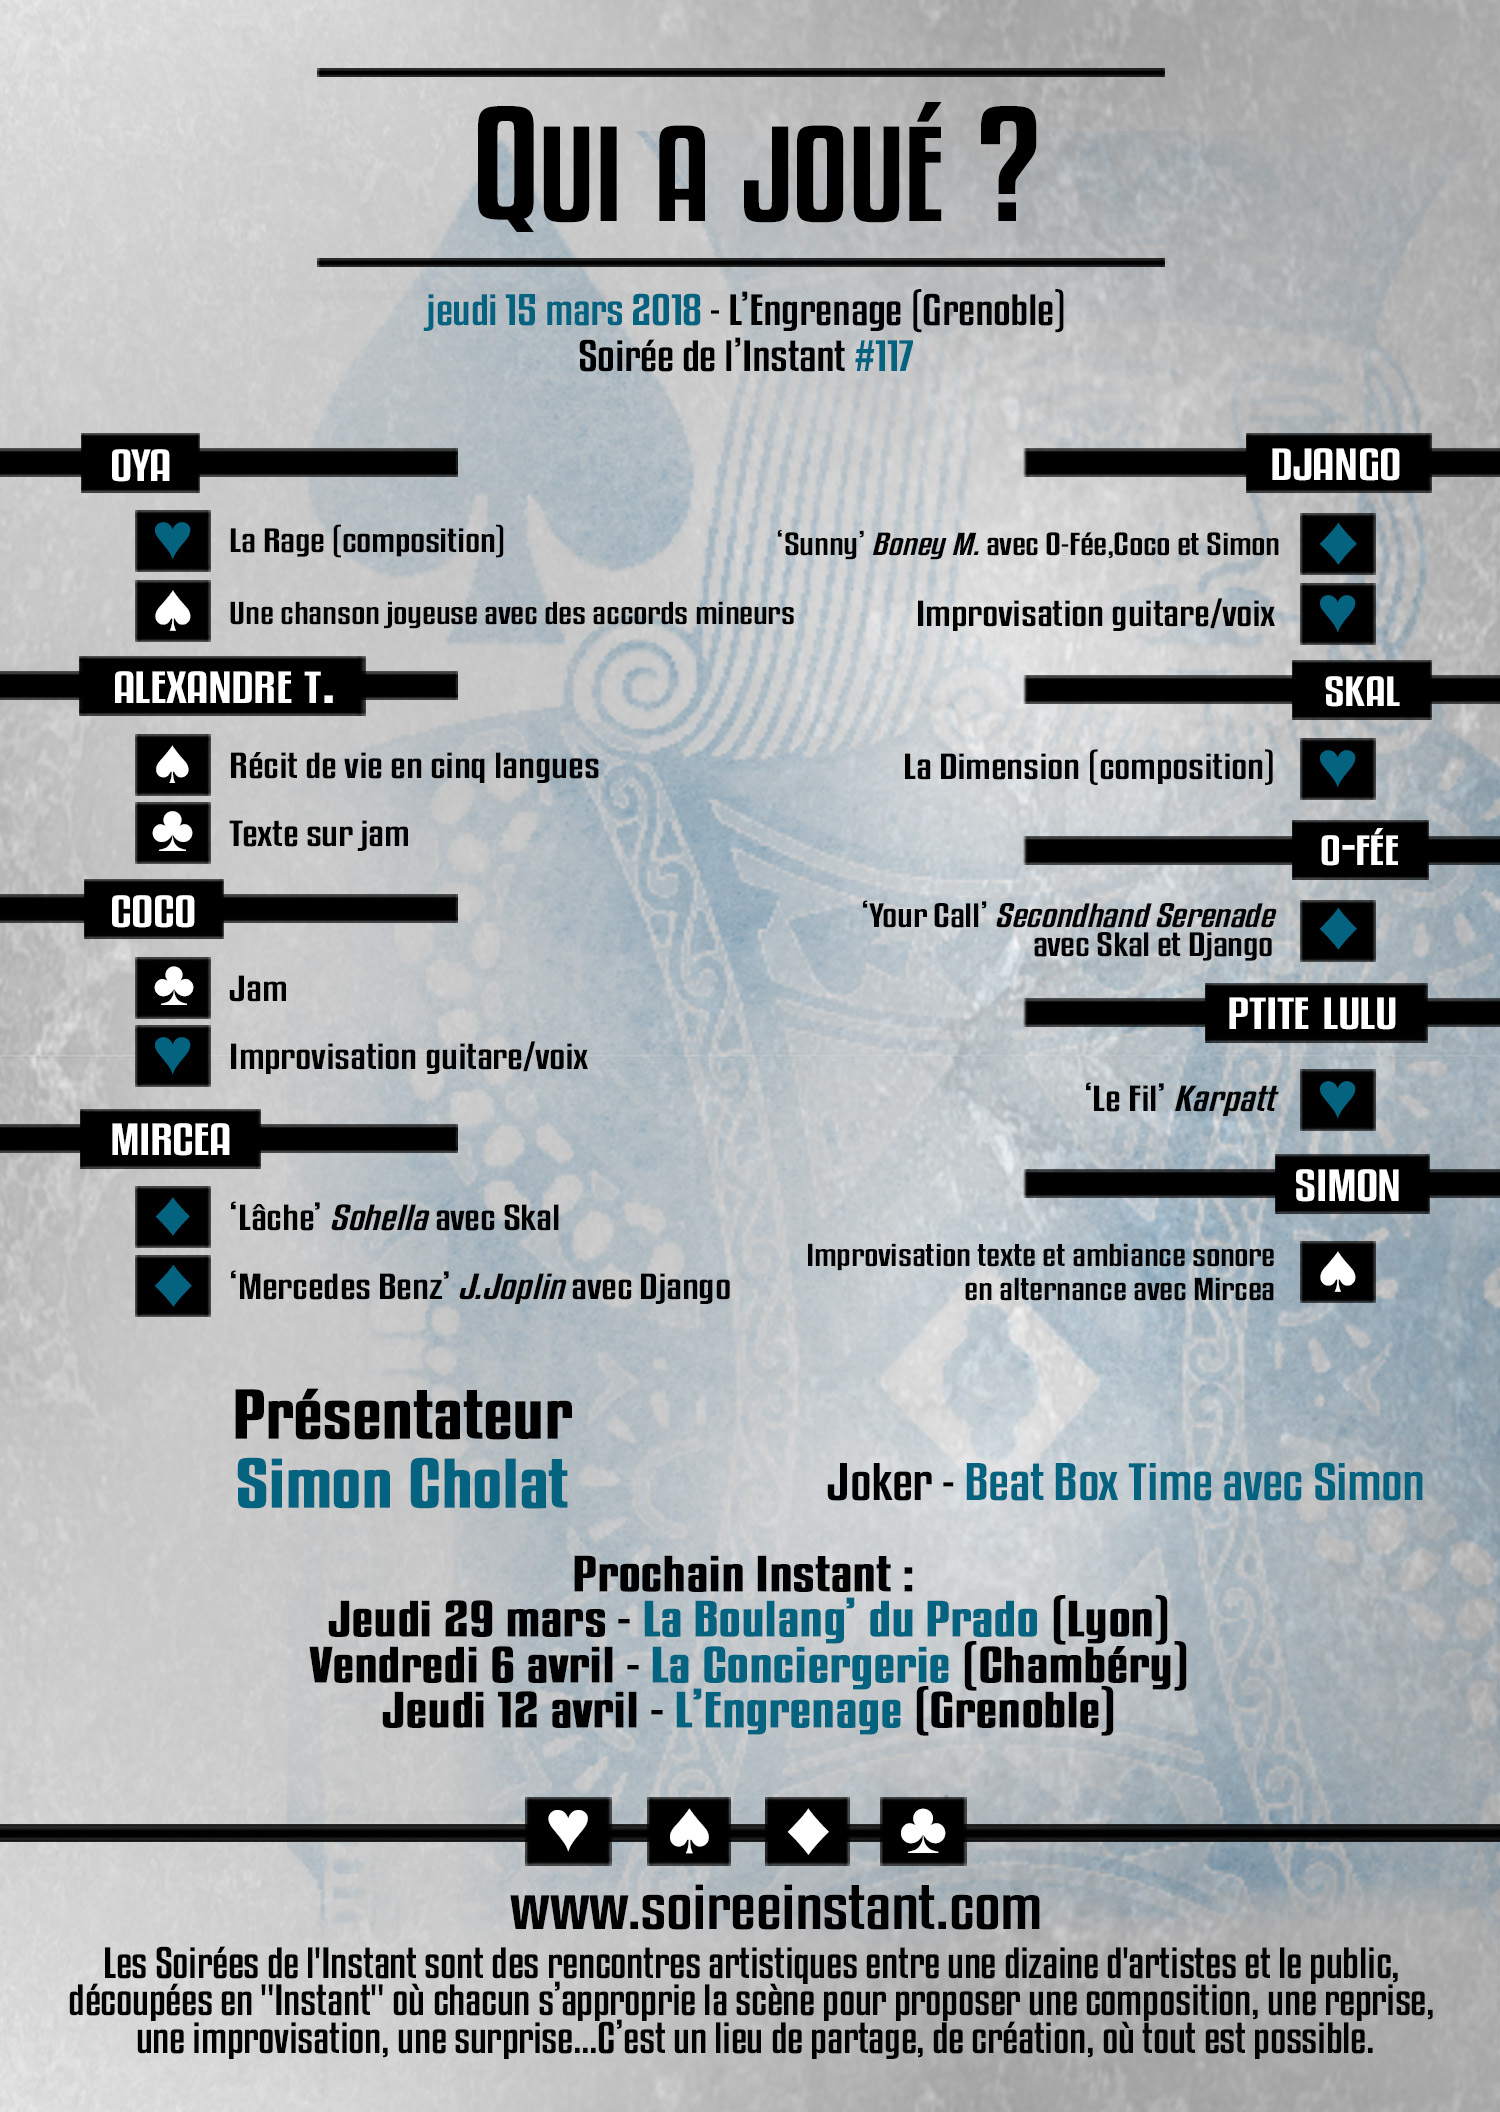 Qui a joué ?
jeudi 15 mars 2018 - L'Engrenage (Grenoble)
Soirée de l'Instant #117
OYA
La Rage (composition)
Une chanson joyeuse avec des accords mineurs
ALEXANDRE T.
Récit de vie en cinq langues
Texte sur jam
COCO
Jam
Improvisation guitare/voix
MIRCEA
‘Lâche’ Sohella avec Skal
‘Mercedes Benz’ J.Joplin avec Django
DJANGO
‘Sunny’ Boney M. avec O-Fée,Coco et Simon
Improvisation guitare/voix
SKAL
La Dimension (composition)
O-FÉE
‘Your Call’ Secondhand Serenade
avec Skal et Django
PTITE LULU
‘Le Fil’ Karpatt
SIMON
Improvisation texte et ambiance sonore
en alternance avec Mircea
Présentateur
Simon Cholat
Joker - Beat Box Time avec Simon
Prochain Instant :
Jeudi 29 mars - La Boulang’ du Prado (Lyon)
Vendredi 6 avril - La Conciergerie (Chambéry)
Jeudi 12 avril - L’Engrenage (Grenoble)
www.soireeinstant.com
Les Soirées de l'Instant sont des rencontres artistiques entre une dizaine d'artistes et le public,
découpées en "Instant" où chacun s’approprie la scène pour proposer une composition, une reprise,
une improvisation, une surprise...C’est un lieu de partage, de création, où tout est possible.